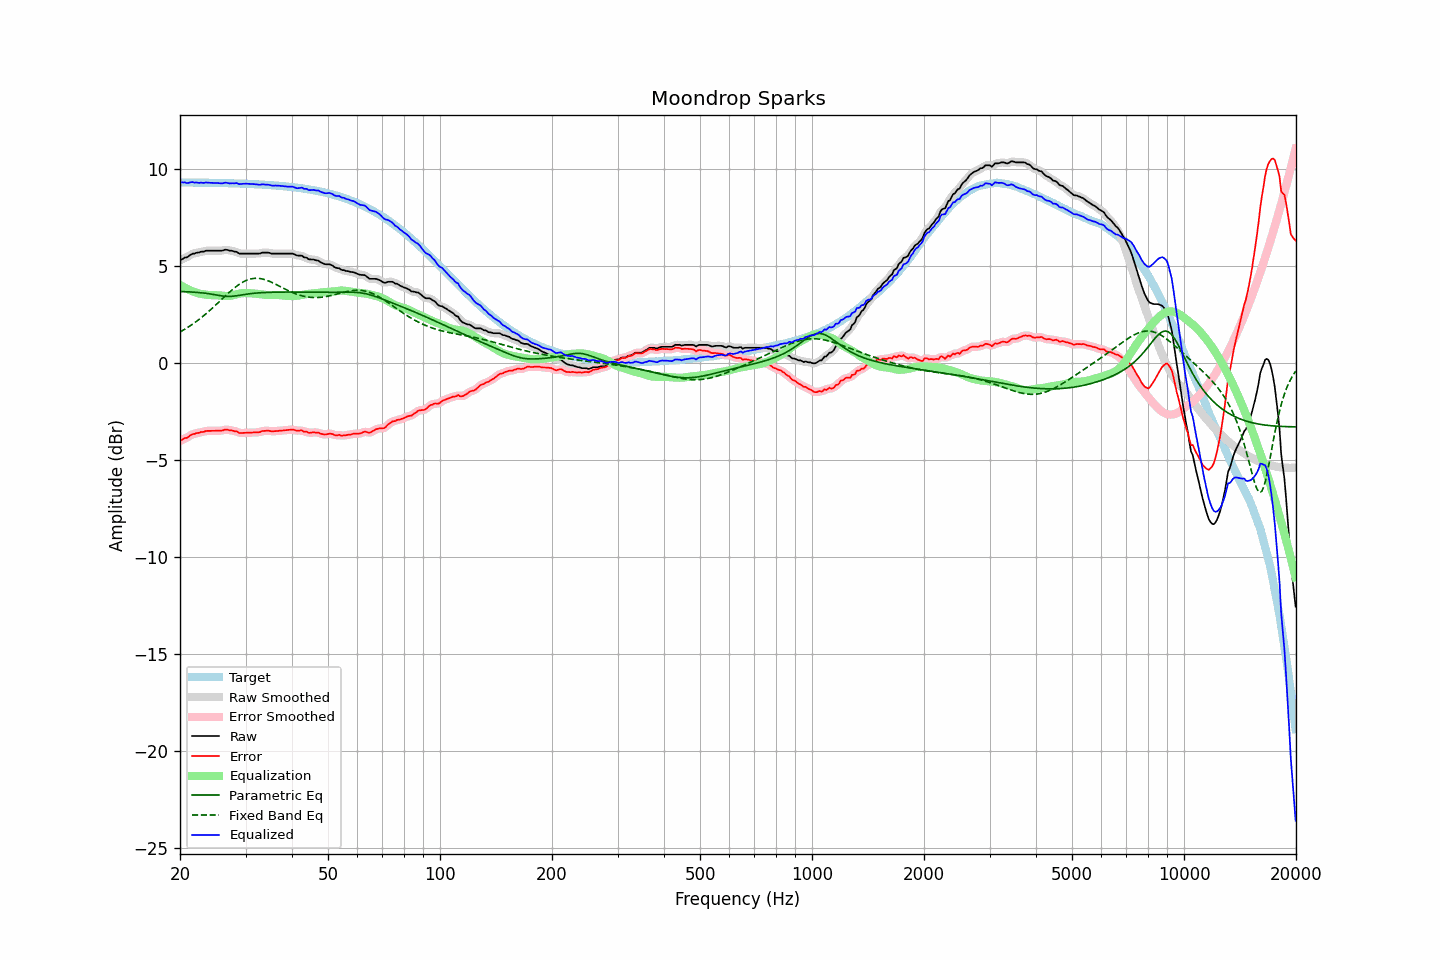 Moondrop Sparks
10
5
0
−5
−10
−15
−20
−25
Amplitude (dBr)
Target
Raw Smoothed
Error Smoothed
Raw
Error
Equalization
Parametric Eq
Fixed Band Eq
Equalized
20 50 100 200 500 1000 2000 5000 10000 20000
Frequency (Hz)